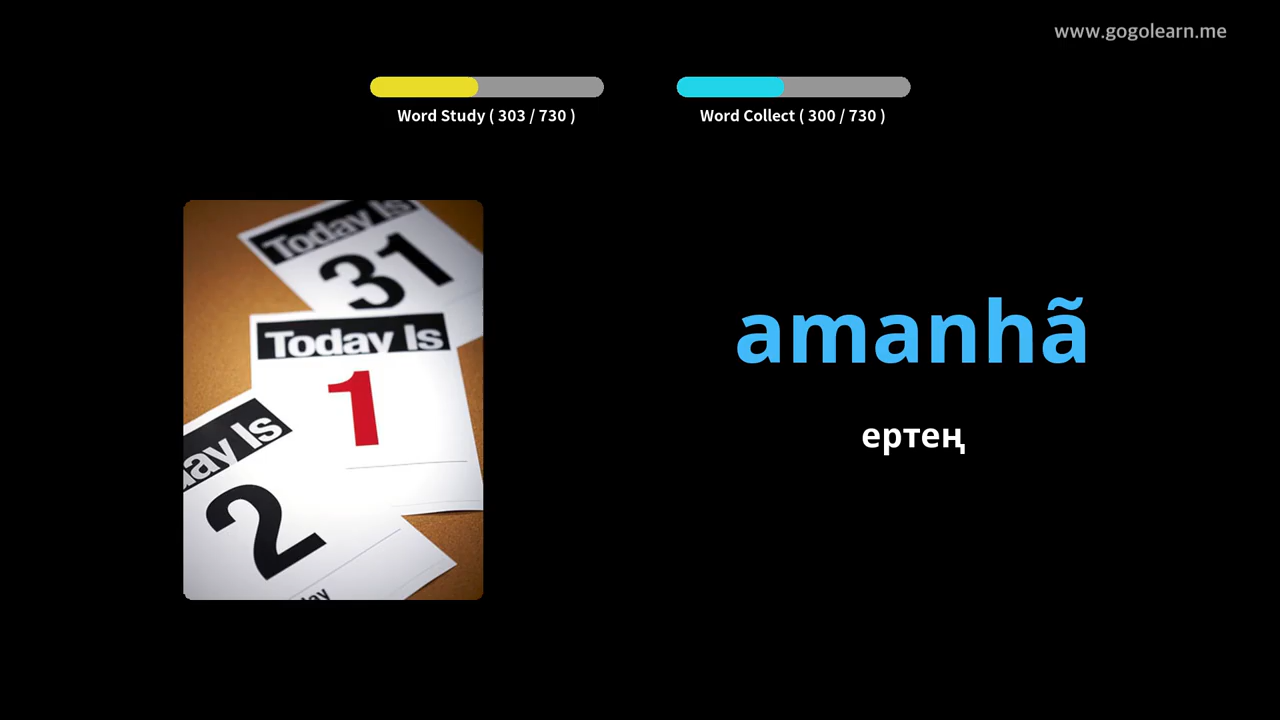 www.gogolearn.me
Word Study ( 303 / 730 )
Word Collect ( 300 / 730 )
Today Is
31
Today Is
1
day Is
2
amanhã
ертең